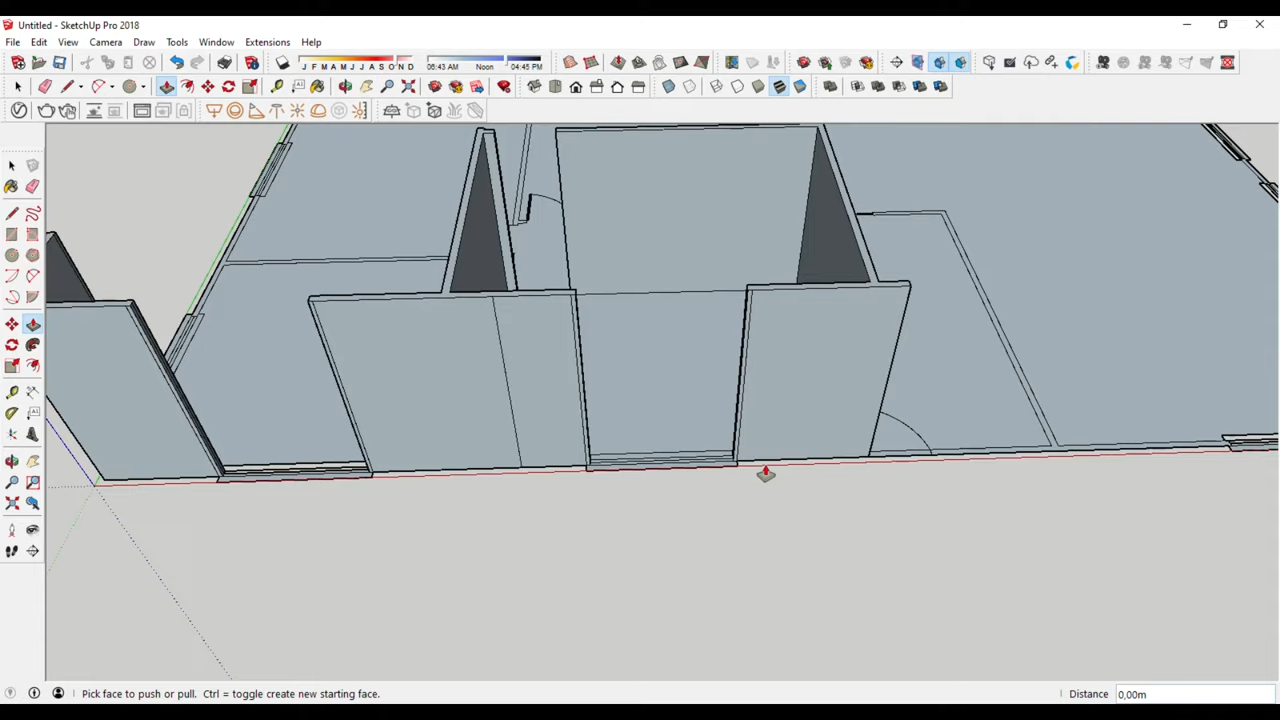 Untitled - SketchUp Pro 2018
File Edit View Camera Draw Tools Window Extensions Help
J F M A M J J A S O N D 06:43 AM Noon 04:45 PM
Pick face to push or pull. Ctrl = toggle create new starting face. Distance 0,00m